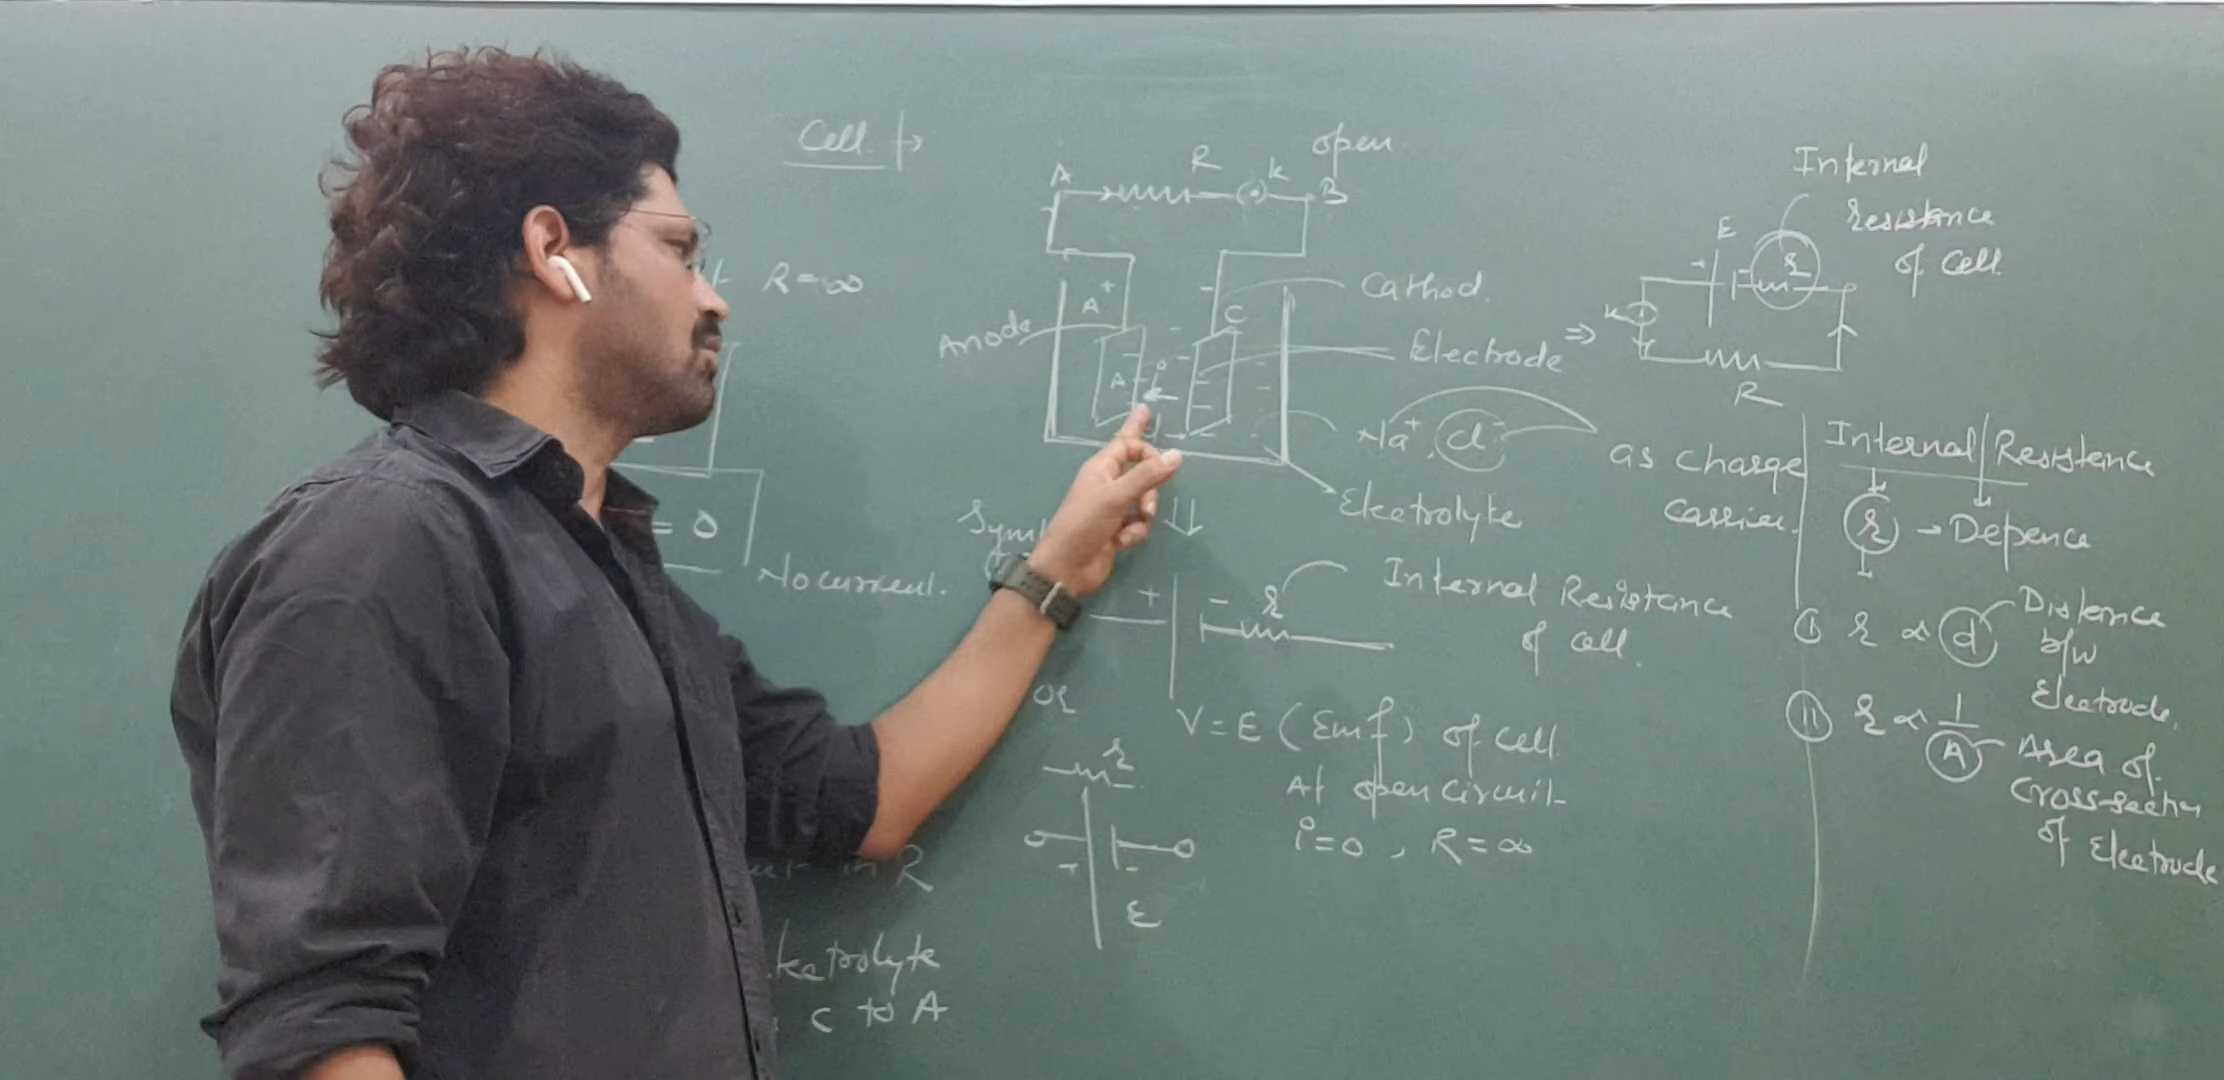 Cell
R = ∞
= 0
No current.
in R
C to A
A
R
K
B
open.
A+
C
A
Anode
Cathod.
Electrode
Na+, Cl-
as charge
carrier.
Electrolyte
+ - r
Internal Resistance
of cell.
or
V = E (Emf) of cell.
At open circuit
i = 0, R = ∞
r
+ -
E
⇒
Internal
resistance
of cell
E
r
+ -
K
R
Internal Resistance
r → Depence
(i) r ∝ d Distance
b/w
Electrode.
(ii) r ∝ 1/A Area of
Cross-section
of Electrode